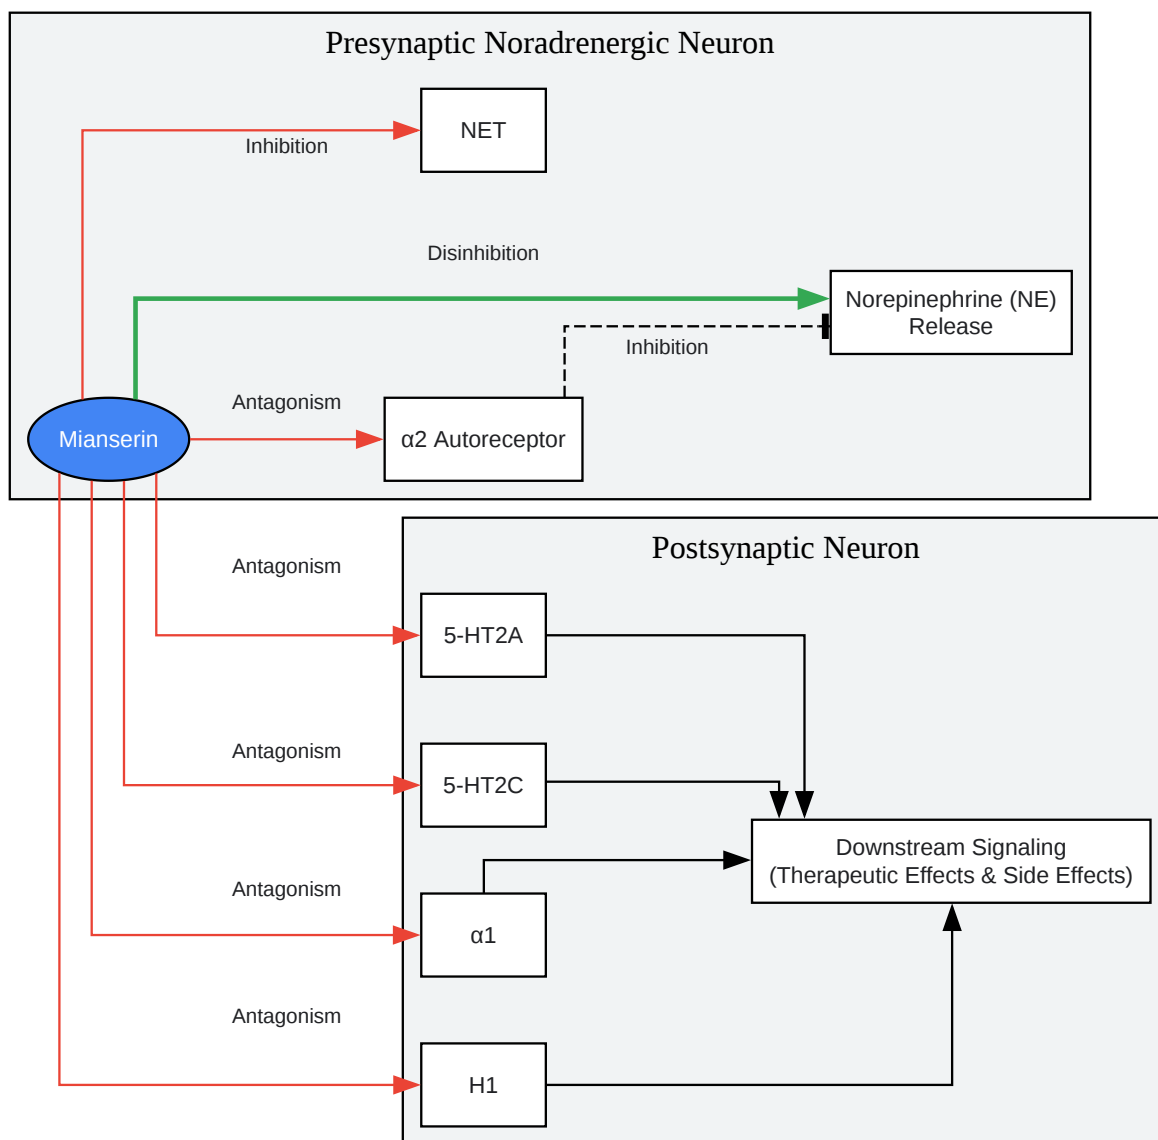 Presynaptic Noradrenergic Neuron
NET
Inhibition
Disinhibition
Norepinephrine (NE)
Release
Inhibition
Antagonism
Mianserin
α2 Autoreceptor
Postsynaptic Neuron
Antagonism
5-HT2A
Antagonism
5-HT2C
Downstream Signaling
(Therapeutic Effects & Side Effects)
Antagonism
α1
Antagonism
H1